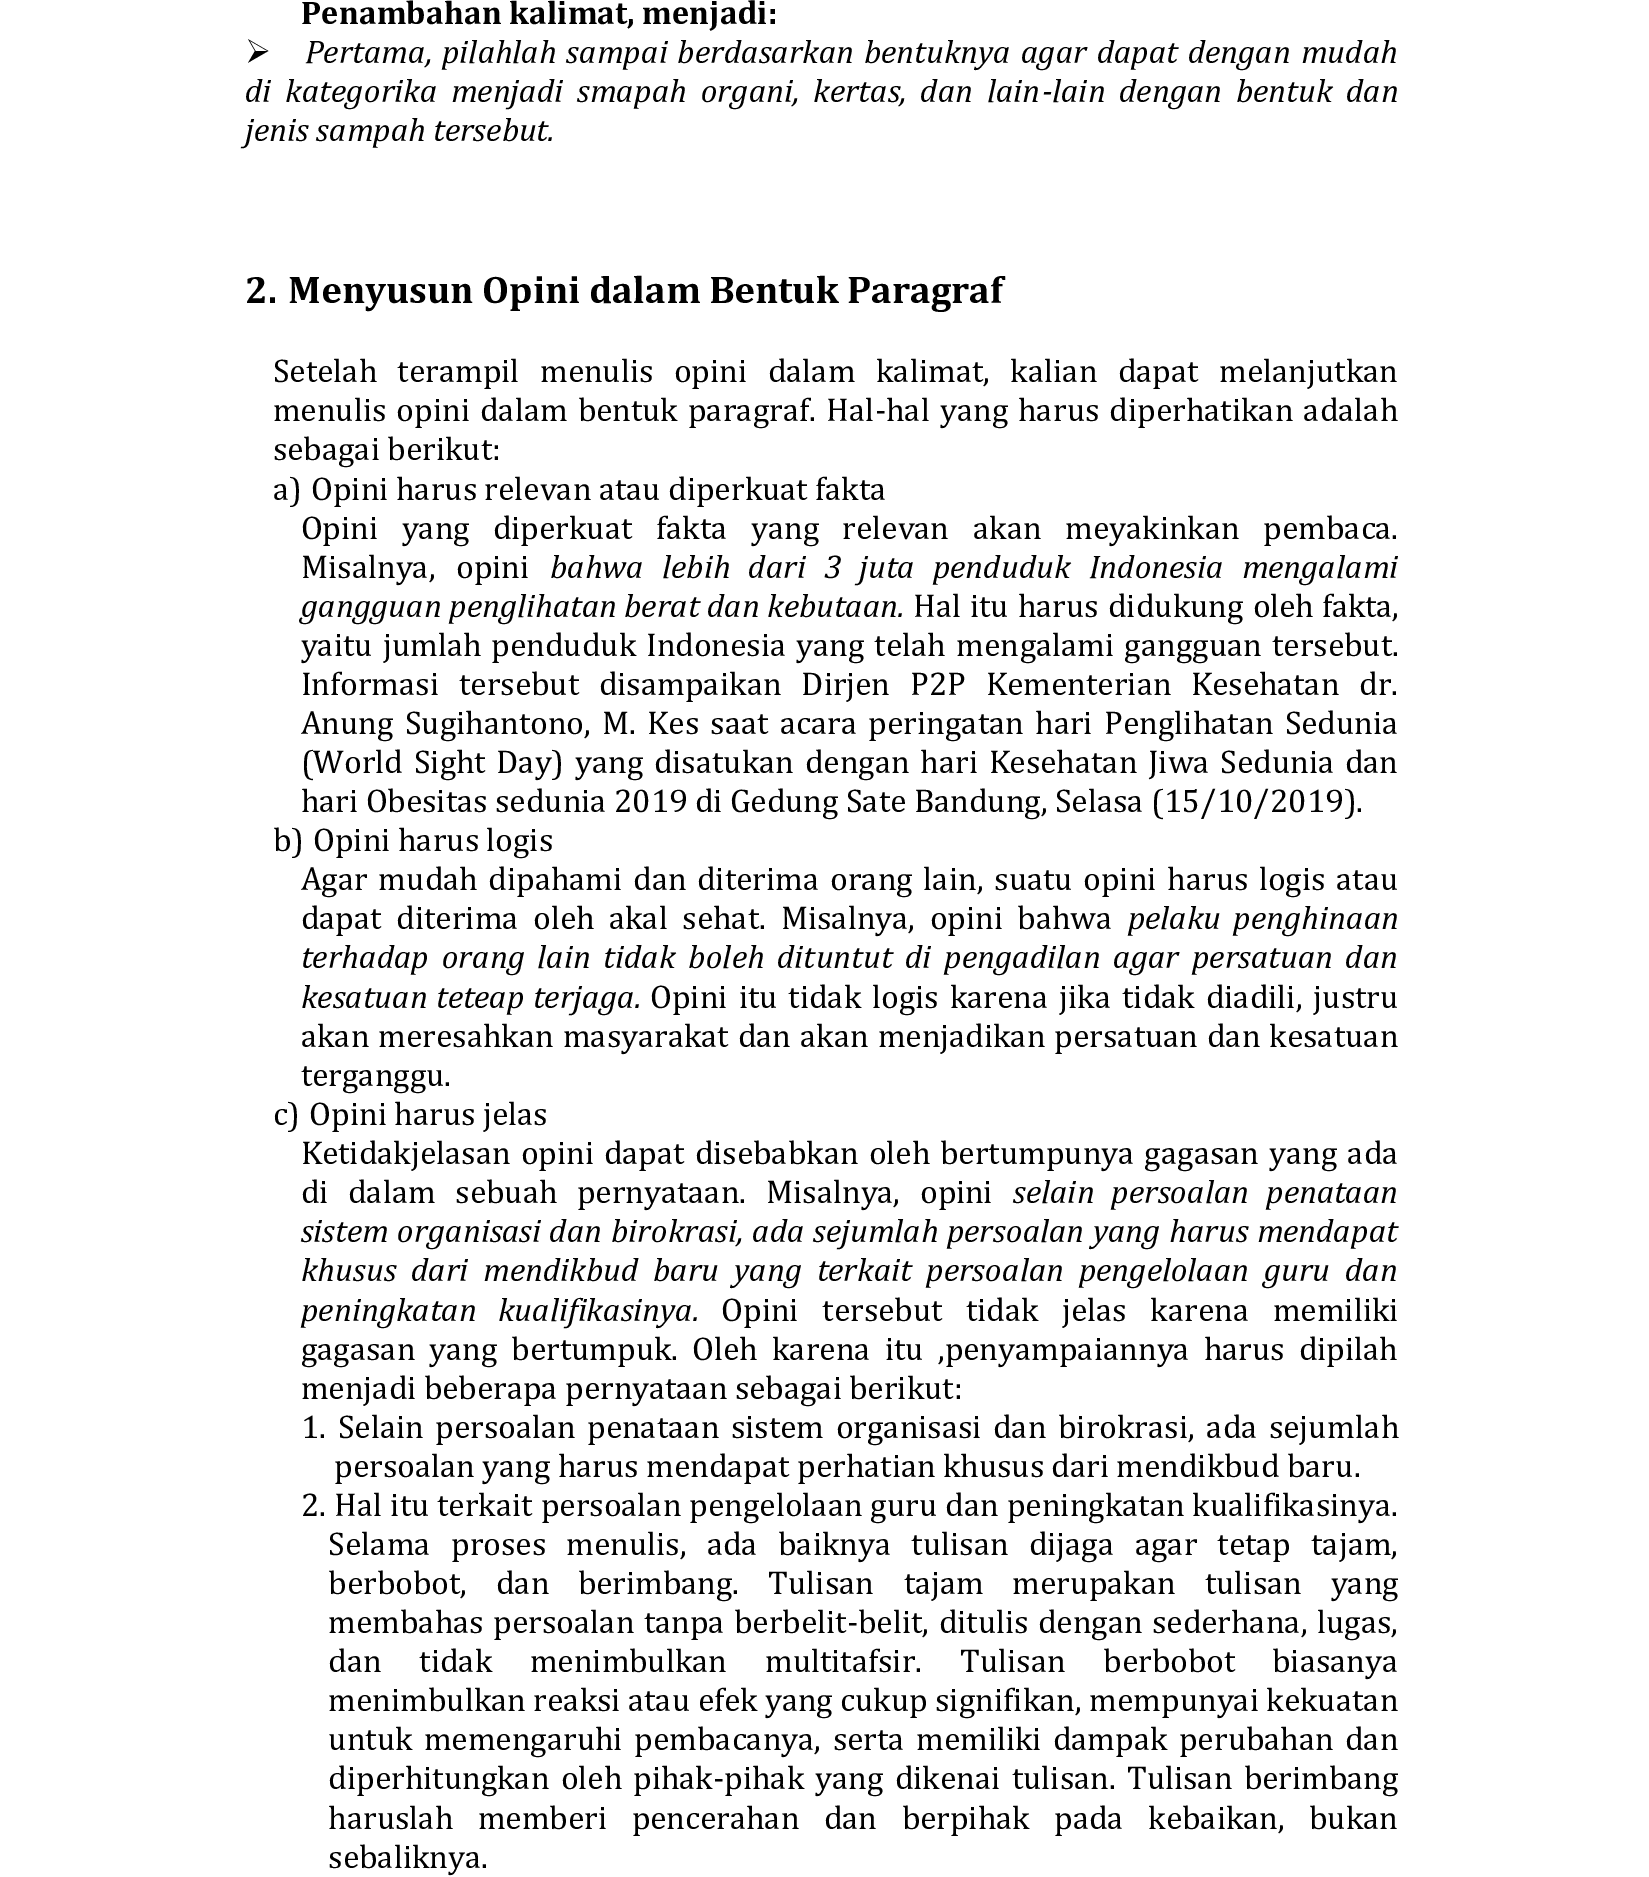 Penambahan kalimat, menjadi:
➢ Pertama, pilahlah sampai berdasarkan bentuknya agar dapat dengan mudah
di kategorika menjadi smapah organi, kertas, dan lain-lain dengan bentuk dan
jenis sampah tersebut.
2. Menyusun Opini dalam Bentuk Paragraf
Setelah terampil menulis opini dalam kalimat, kalian dapat melanjutkan
menulis opini dalam bentuk paragraf. Hal-hal yang harus diperhatikan adalah
sebagai berikut:
a) Opini harus relevan atau diperkuat fakta
Opini yang diperkuat fakta yang relevan akan meyakinkan pembaca.
Misalnya, opini bahwa lebih dari 3 juta penduduk Indonesia mengalami
gangguan penglihatan berat dan kebutaan. Hal itu harus didukung oleh fakta,
yaitu jumlah penduduk Indonesia yang telah mengalami gangguan tersebut.
Informasi tersebut disampaikan Dirjen P2P Kementerian Kesehatan dr.
Anung Sugihantono, M. Kes saat acara peringatan hari Penglihatan Sedunia
(World Sight Day) yang disatukan dengan hari Kesehatan Jiwa Sedunia dan
hari Obesitas sedunia 2019 di Gedung Sate Bandung, Selasa (15/10/2019).
b) Opini harus logis
Agar mudah dipahami dan diterima orang lain, suatu opini harus logis atau
dapat diterima oleh akal sehat. Misalnya, opini bahwa pelaku penghinaan
terhadap orang lain tidak boleh dituntut di pengadilan agar persatuan dan
kesatuan teteap terjaga. Opini itu tidak logis karena jika tidak diadili, justru
akan meresahkan masyarakat dan akan menjadikan persatuan dan kesatuan
terganggu.
c) Opini harus jelas
Ketidakjelasan opini dapat disebabkan oleh bertumpunya gagasan yang ada
di dalam sebuah pernyataan. Misalnya, opini selain persoalan penataan
sistem organisasi dan birokrasi, ada sejumlah persoalan yang harus mendapat
khusus dari mendikbud baru yang terkait persoalan pengelolaan guru dan
peningkatan kualifikasinya. Opini tersebut tidak jelas karena memiliki
gagasan yang bertumpuk. Oleh karena itu ,penyampaiannya harus dipilah
menjadi beberapa pernyataan sebagai berikut:
1. Selain persoalan penataan sistem organisasi dan birokrasi, ada sejumlah
persoalan yang harus mendapat perhatian khusus dari mendikbud baru.
2. Hal itu terkait persoalan pengelolaan guru dan peningkatan kualifikasinya.
Selama proses menulis, ada baiknya tulisan dijaga agar tetap tajam,
berbobot, dan berimbang. Tulisan tajam merupakan tulisan yang
membahas persoalan tanpa berbelit-belit, ditulis dengan sederhana, lugas,
dan tidak menimbulkan multitafsir. Tulisan berbobot biasanya
menimbulkan reaksi atau efek yang cukup signifikan, mempunyai kekuatan
untuk memengaruhi pembacanya, serta memiliki dampak perubahan dan
diperhitungkan oleh pihak-pihak yang dikenai tulisan. Tulisan berimbang
haruslah memberi pencerahan dan berpihak pada kebaikan, bukan
sebaliknya.